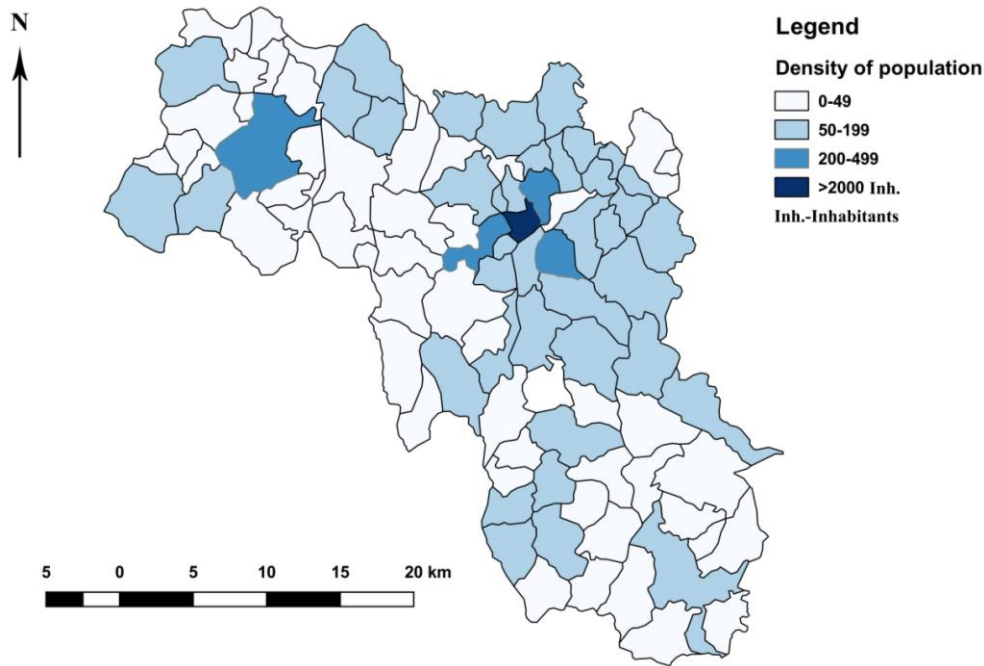 N
Legend
Density of population
0-49
50-199
200-499
>2000 Inh.
Inh.-Inhabitants
5 0 5 10 15 20 km